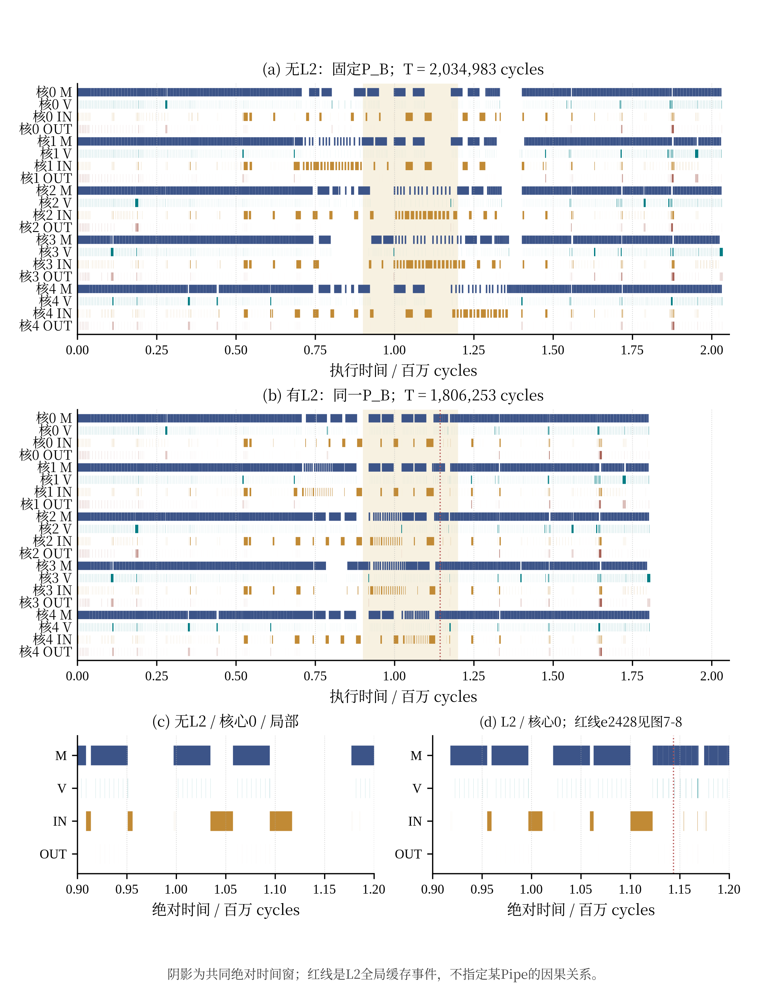 (a) 无L2：固定P_B；T = 2,034,983 cycles
核0 M
核0 V
核0 IN
核0 OUT
核1 M
核1 V
核1 IN
核1 OUT
核2 M
核2 V
核2 IN
核2 OUT
核3 M
核3 V
核3 IN
核3 OUT
核4 M
核4 V
核4 IN
核4 OUT
0.00 0.25 0.50 0.75 1.00 1.25 1.50 1.75 2.00
执行时间 / 百万 cycles
(b) 有L2：同一P_B；T = 1,806,253 cycles
核0 M
核0 V
核0 IN
核0 OUT
核1 M
核1 V
核1 IN
核1 OUT
核2 M
核2 V
核2 IN
核2 OUT
核3 M
核3 V
核3 IN
核3 OUT
核4 M
核4 V
核4 IN
核4 OUT
0.00 0.25 0.50 0.75 1.00 1.25 1.50 1.75 2.00
执行时间 / 百万 cycles
(c) 无L2 / 核心0 / 局部
M
V
IN
OUT
0.90 0.95 1.00 1.05 1.10 1.15 1.20
绝对时间 / 百万 cycles
(d) L2 / 核心0；红线e2428见图7-8
M
V
IN
OUT
0.90 0.95 1.00 1.05 1.10 1.15 1.20
绝对时间 / 百万 cycles
阴影为共同绝对时间窗；红线是L2全局缓存事件，不指定某Pipe的因果关系。